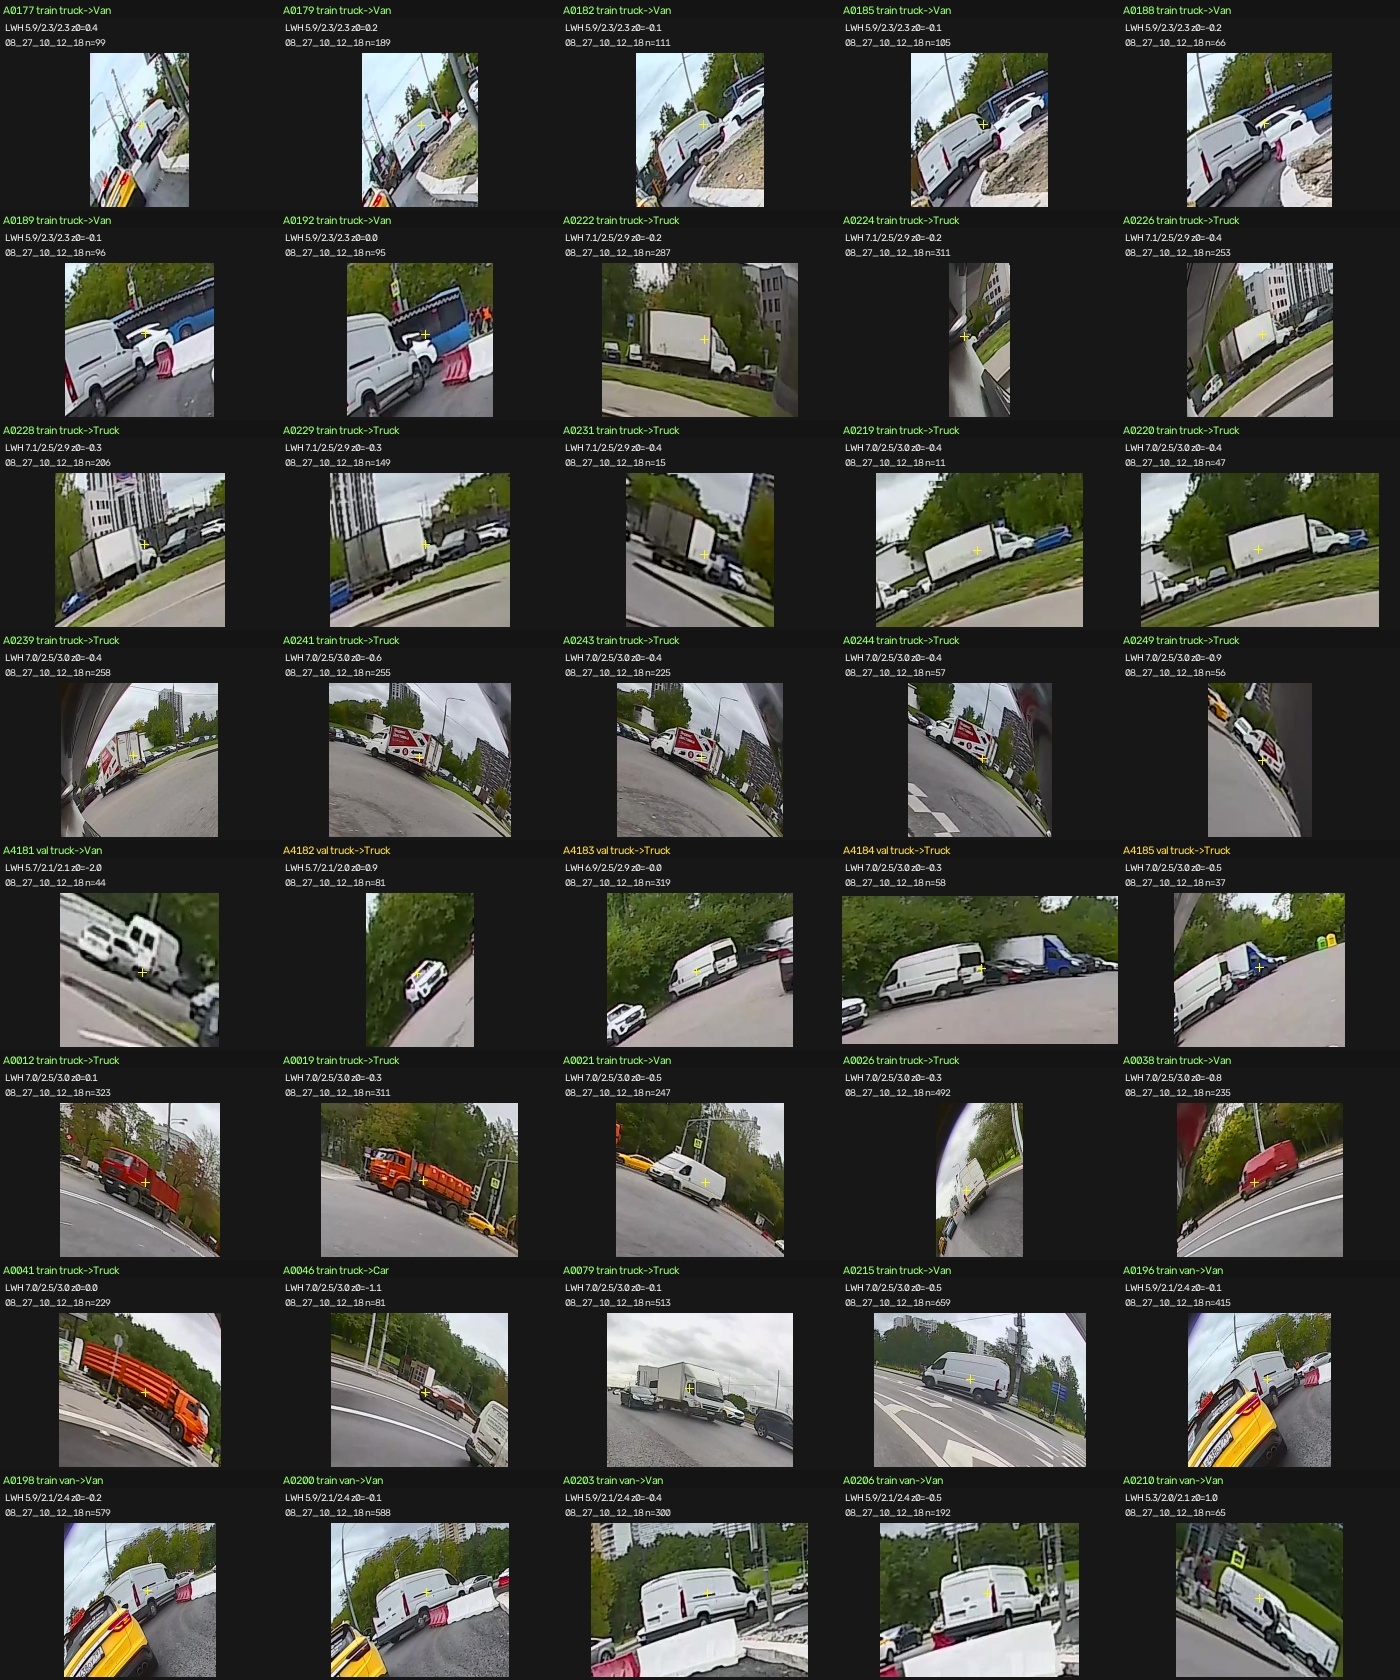 A0177 train truck->Van
LWH 5.9/2.3/2.3 z0=0.4
08_27_10_12_18 n=99
A0179 train truck->Van
LWH 5.9/2.3/2.3 z0=0.2
08_27_10_12_18 n=189
A0182 train truck->Van
LWH 5.9/2.3/2.3 z0=-0.1
08_27_10_12_18 n=111
A0185 train truck->Van
LWH 5.9/2.3/2.3 z0=-0.1
08_27_10_12_18 n=105
A0188 train truck->Van
LWH 5.9/2.3/2.3 z0=-0.2
08_27_10_12_18 n=66
A0189 train truck->Van
LWH 5.9/2.3/2.3 z0=-0.1
08_27_10_12_18 n=96
A0192 train truck->Van
LWH 5.9/2.3/2.3 z0=0.0
08_27_10_12_18 n=95
A0222 train truck->Truck
LWH 7.1/2.5/2.9 z0=-0.2
08_27_10_12_18 n=287
A0224 train truck->Truck
LWH 7.1/2.5/2.9 z0=-0.2
08_27_10_12_18 n=311
A0226 train truck->Truck
LWH 7.1/2.5/2.9 z0=-0.4
08_27_10_12_18 n=253
A0228 train truck->Truck
LWH 7.1/2.5/2.9 z0=-0.3
08_27_10_12_18 n=206
A0229 train truck->Truck
LWH 7.1/2.5/2.9 z0=-0.3
08_27_10_12_18 n=149
A0231 train truck->Truck
LWH 7.1/2.5/2.9 z0=-0.4
08_27_10_12_18 n=15
A0219 train truck->Truck
LWH 7.0/2.5/3.0 z0=-0.4
08_27_10_12_18 n=11
A0220 train truck->Truck
LWH 7.0/2.5/3.0 z0=-0.4
08_27_10_12_18 n=47
A0239 train truck->Truck
LWH 7.0/2.5/3.0 z0=-0.4
08_27_10_12_18 n=258
A0241 train truck->Truck
LWH 7.0/2.5/3.0 z0=-0.6
08_27_10_12_18 n=255
A0243 train truck->Truck
LWH 7.0/2.5/3.0 z0=-0.4
08_27_10_12_18 n=225
A0244 train truck->Truck
LWH 7.0/2.5/3.0 z0=-0.4
08_27_10_12_18 n=57
A0249 train truck->Truck
LWH 7.0/2.5/3.0 z0=-0.9
08_27_10_12_18 n=56
A4181 val truck->Van
LWH 5.7/2.1/2.1 z0=-2.0
08_27_10_12_18 n=44
A4182 val truck->Truck
LWH 5.7/2.1/2.0 z0=0.9
08_27_10_12_18 n=81
A4183 val truck->Truck
LWH 6.9/2.5/2.9 z0=-0.0
08_27_10_12_18 n=319
A4184 val truck->Truck
LWH 7.0/2.5/3.0 z0=-0.3
08_27_10_12_18 n=58
A4185 val truck->Truck
LWH 7.0/2.5/3.0 z0=-0.5
08_27_10_12_18 n=37
A0012 train truck->Truck
LWH 7.0/2.5/3.0 z0=0.1
08_27_10_12_18 n=323
A0019 train truck->Truck
LWH 7.0/2.5/3.0 z0=-0.3
08_27_10_12_18 n=311
A0021 train truck->Van
LWH 7.0/2.5/3.0 z0=-0.5
08_27_10_12_18 n=247
A0026 train truck->Truck
LWH 7.0/2.5/3.0 z0=-0.3
08_27_10_12_18 n=492
A0038 train truck->Van
LWH 7.0/2.5/3.0 z0=-0.8
08_27_10_12_18 n=235
A0041 train truck->Truck
LWH 7.0/2.5/3.0 z0=0.0
08_27_10_12_18 n=229
A0046 train truck->Car
LWH 7.0/2.5/3.0 z0=-1.1
08_27_10_12_18 n=81
A0079 train truck->Truck
LWH 7.0/2.5/3.0 z0=-0.1
08_27_10_12_18 n=513
A0215 train truck->Van
LWH 7.0/2.5/3.0 z0=-0.5
08_27_10_12_18 n=659
A0196 train van->Van
LWH 5.9/2.1/2.4 z0=-0.1
08_27_10_12_18 n=415
A0198 train van->Van
LWH 5.9/2.1/2.4 z0=-0.2
08_27_10_12_18 n=579
A0200 train van->Van
LWH 5.9/2.1/2.4 z0=-0.1
08_27_10_12_18 n=588
A0203 train van->Van
LWH 5.9/2.1/2.4 z0=-0.4
08_27_10_12_18 n=300
A0206 train van->Van
LWH 5.9/2.1/2.4 z0=-0.5
08_27_10_12_18 n=192
A0210 train van->Van
LWH 5.3/2.0/2.1 z0=1.0
08_27_10_12_18 n=65